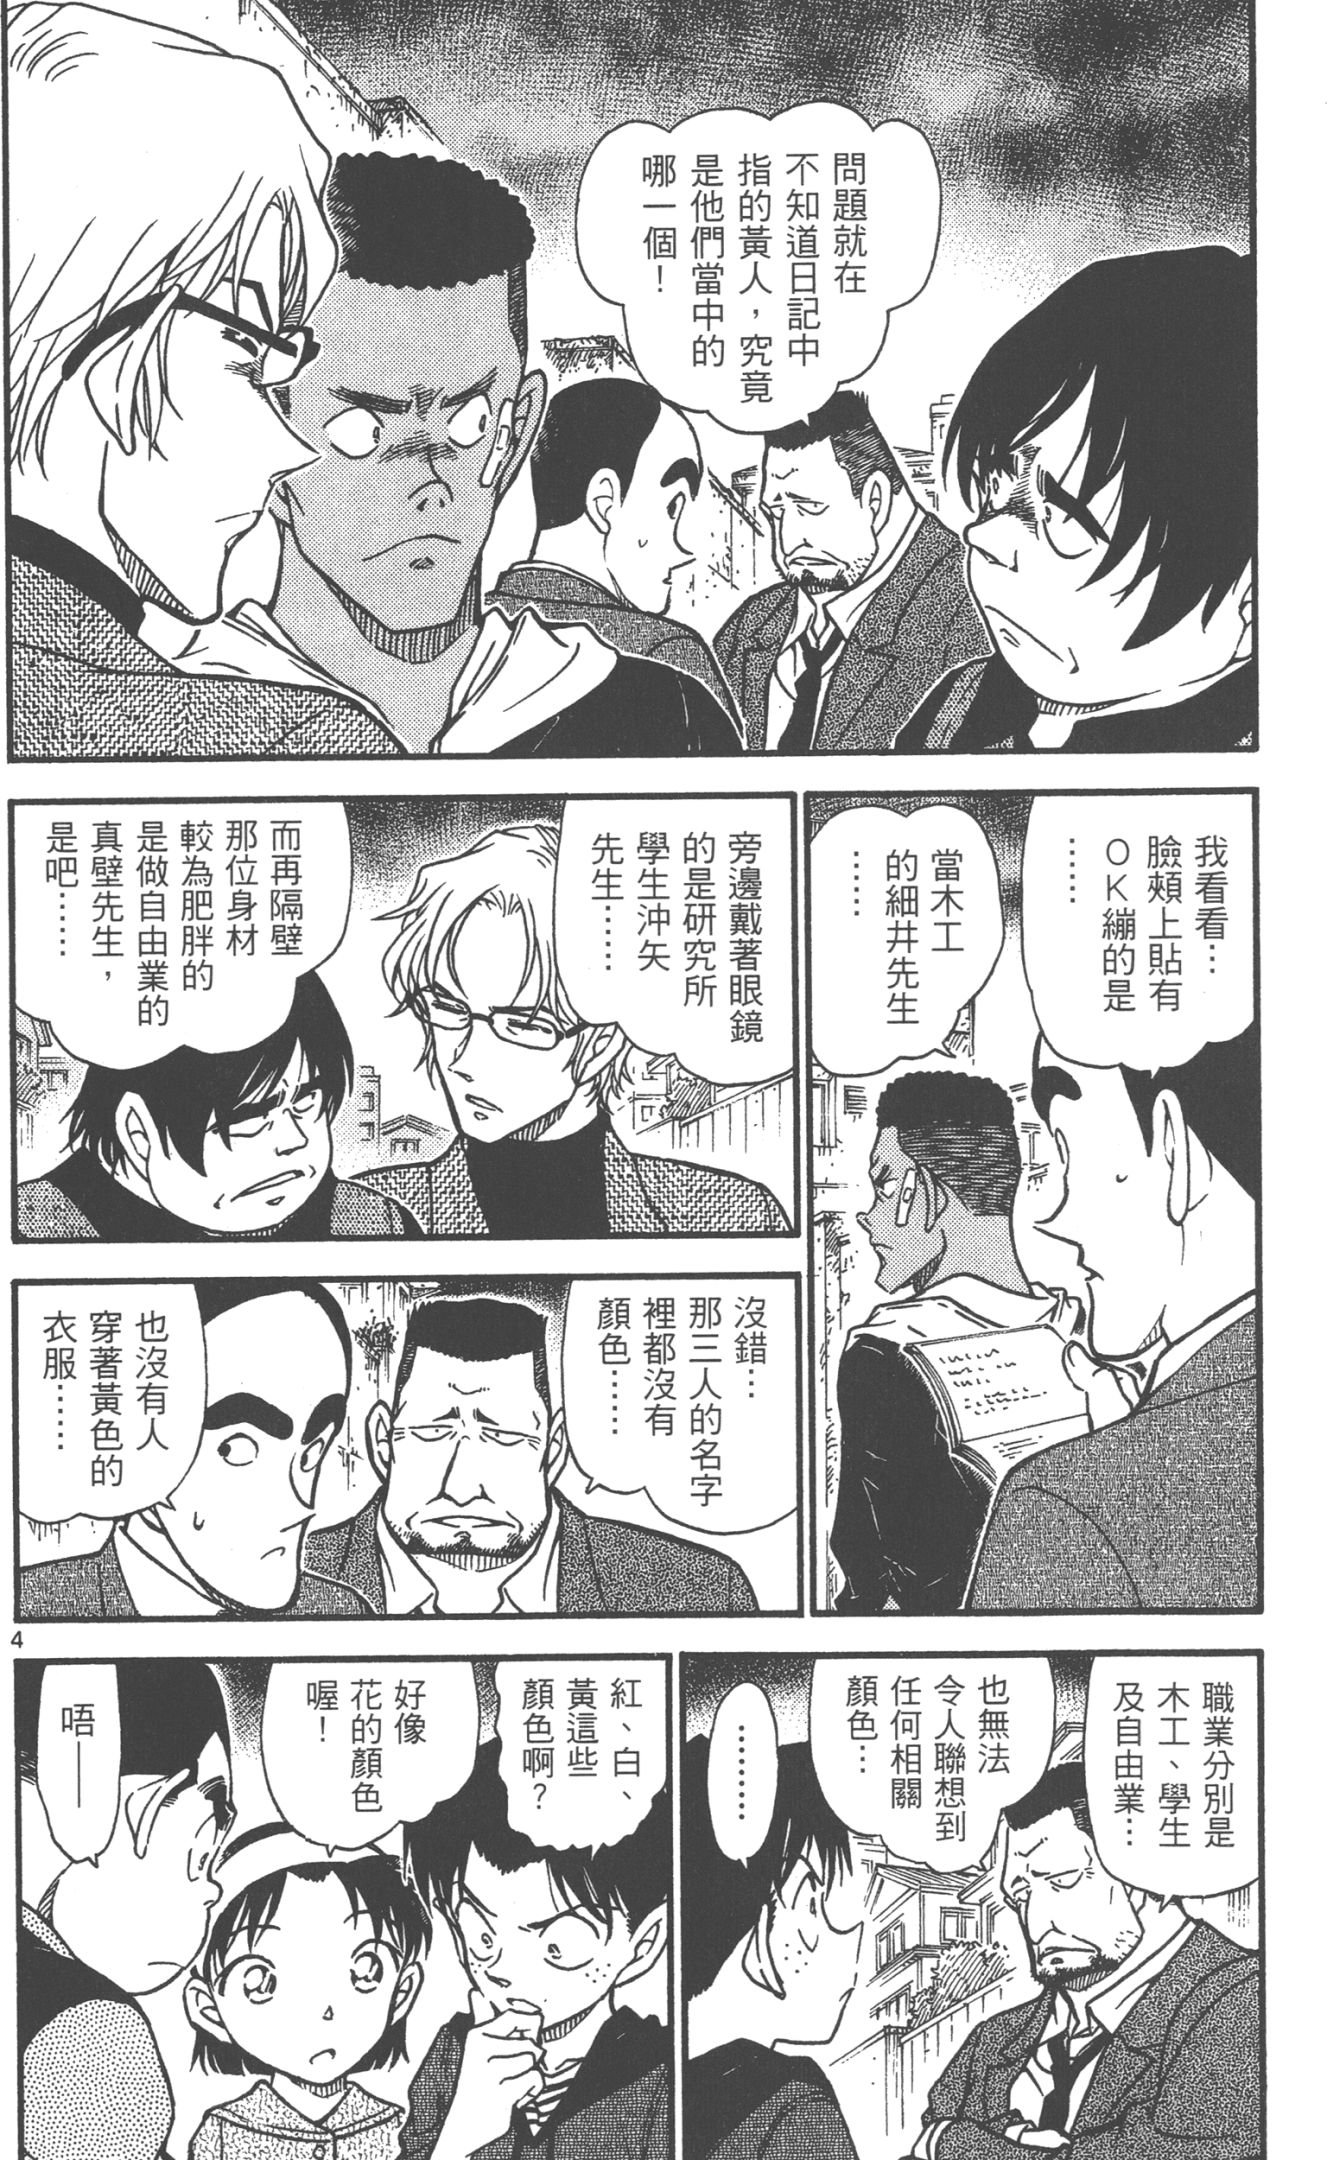 問題就在
不知道日記中
指的黃人，究竟
是他們當中的
哪一個！
我看看…
臉頰上貼有
OK繃的是
……
當木工
的細井先生
……
旁邊戴著眼鏡
的是研究所
學生沖矢
先生……
而再隔壁
那位身材
較為肥胖的
是做自由業的
真壁先生，
是吧……
沒錯…
那三人的名字
裡都沒有
顏色……
也沒有人
穿著黃色的
衣服……
4
職業分別是
木工、學生
及自由業…
也無法
令人聯想到
任何相關
顏色…
………
紅、白、
黃這些
顏色啊？
好像
花的顏色
喔！
唔——